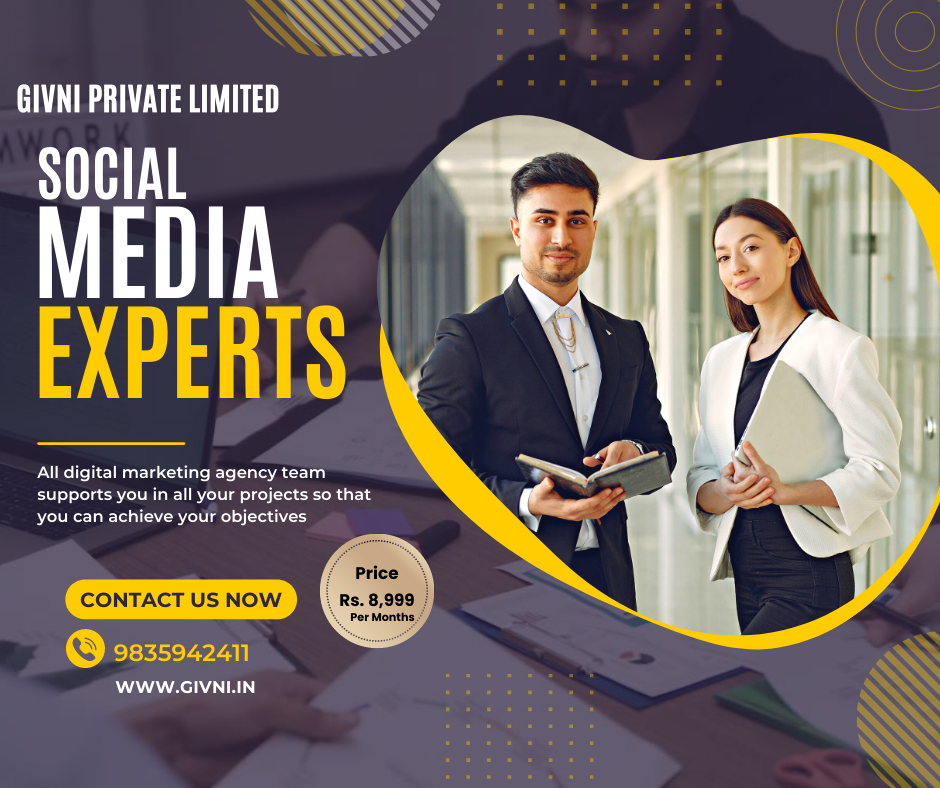 GIVNI PRIVATE LIMITED
MWORK
SOCIAL
MEDIA
EXPERTS
All digital marketing agency team
supports you in all your projects so that
you can achieve your objectives
Price
Rs. 8,999
Per Months
CONTACT US NOW
9835942411
WWW.GIVNI.IN